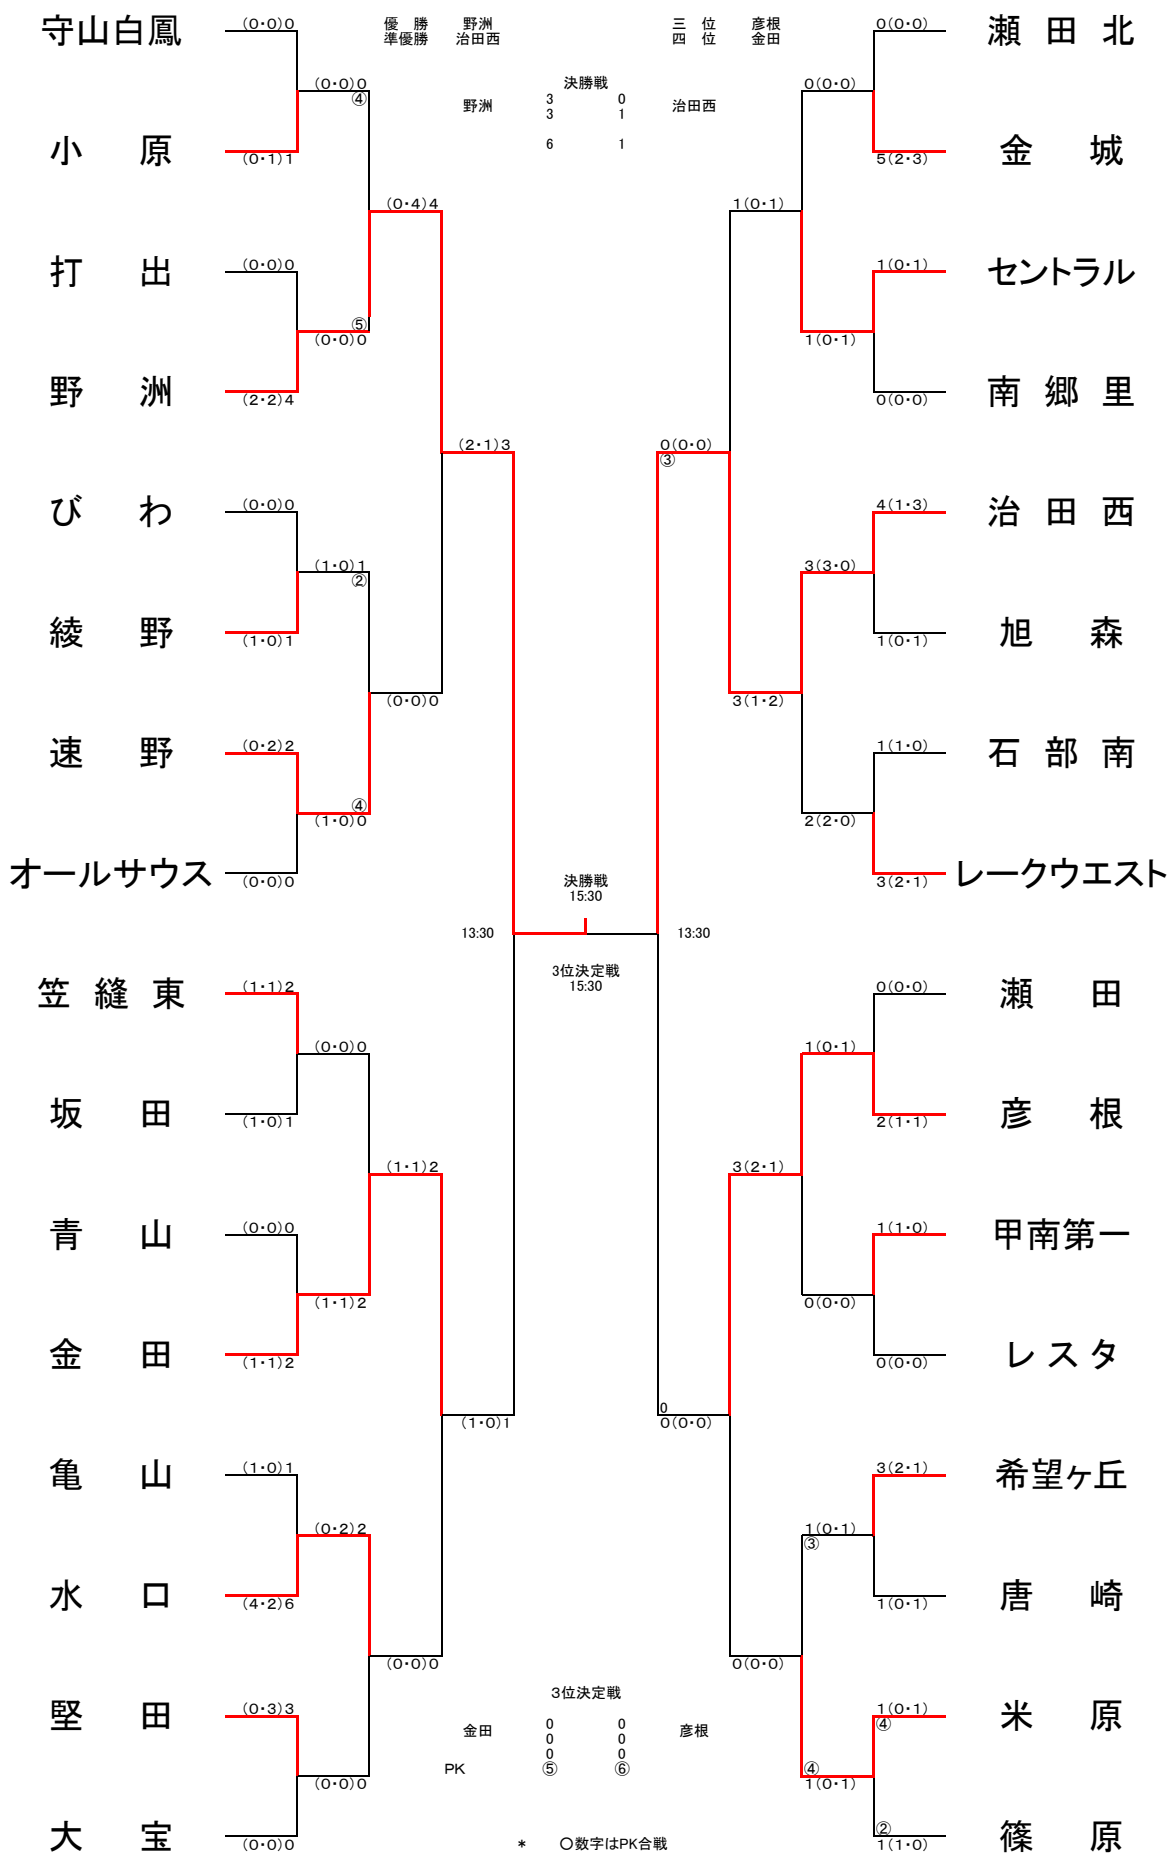 優　勝　野洲
準優勝　治田西
三　位　彦根
四　位　金田
決勝戦
野洲　3　0　治田西
3　1
6　1
守山白鳳 (0・0)0
(0・0)0
④
小　原 (0・1)1
(0・4)4
打　出 (0・0)0
⑤
(0・0)0
野　洲 (2・2)4
(2・1)3
び　わ (0・0)0
(1・0)1
②
綾　野 (1・0)1
(0・0)0
速　野 (0・2)2
④
(1・0)0
オールサウス (0・0)0
13:30
笠縫東 (1・1)2
(0・0)0
坂　田 (1・0)1
(1・1)2
青　山 (0・0)0
(1・1)2
金　田 (1・1)2
(1・0)1
亀　山 (1・0)1
(0・2)2
水　口 (4・2)6
(0・0)0
堅　田 (0・3)3
(0・0)0
大　宝 (0・0)0
決勝戦
15:30
3位決定戦
15:30
0(0・0) 瀬田北
0(0・0)
5(2・3) 金　城
1(0・1)
1(0・1) セントラル
1(0・1)
0(0・0) 南郷里
0(0・0)
③
4(1・3) 治田西
3(3・0)
1(0・1) 旭　森
3(1・2)
1(1・0) 石部南
2(2・0)
3(2・1) レークウエスト
13:30
0(0・0) 瀬　田
1(0・1)
2(1・1) 彦　根
3(2・1)
1(1・0) 甲南第一
0(0・0)
0(0・0) レスタ
0
0(0・0)
3(2・1) 希望ヶ丘
1(0・1)
③
1(0・1) 唐　崎
0(0・0)
1(0・1) 米　原
④
④
1(0・1)
②
1(1・0) 篠　原
3位決定戦
金田　0　0　彦根
0　0
0　0
PK　⑤　⑥
*　○数字はPK合戦